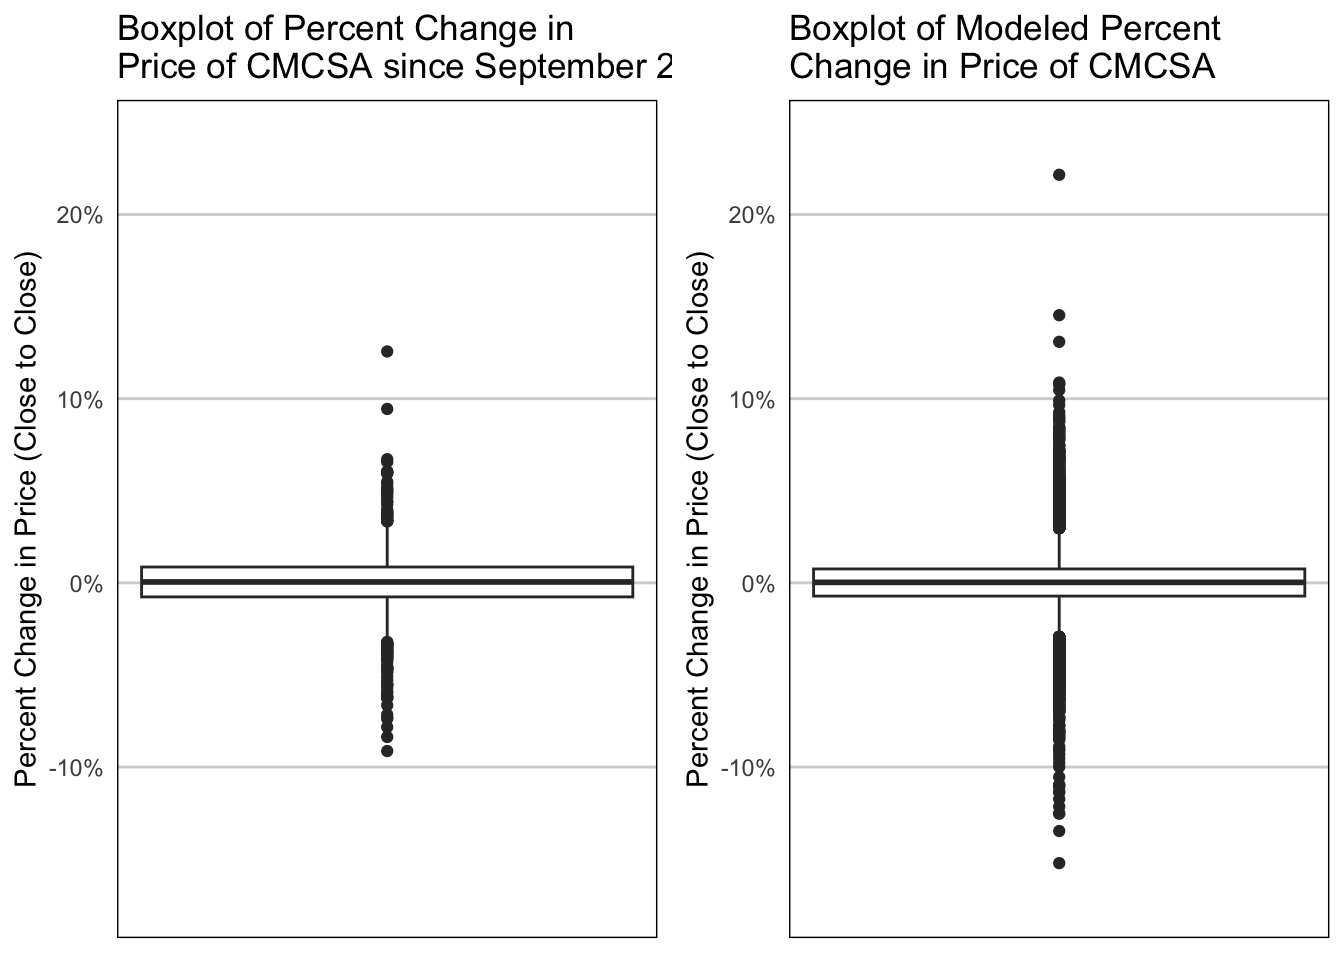 Boxplot of Percent Change in
Price of CMCSA since September 2
Percent Change in Price (Close to Close)
20%
10%
0%
-10%
Boxplot of Modeled Percent
Change in Price of CMCSA
Percent Change in Price (Close to Close)
20%
10%
0%
-10%